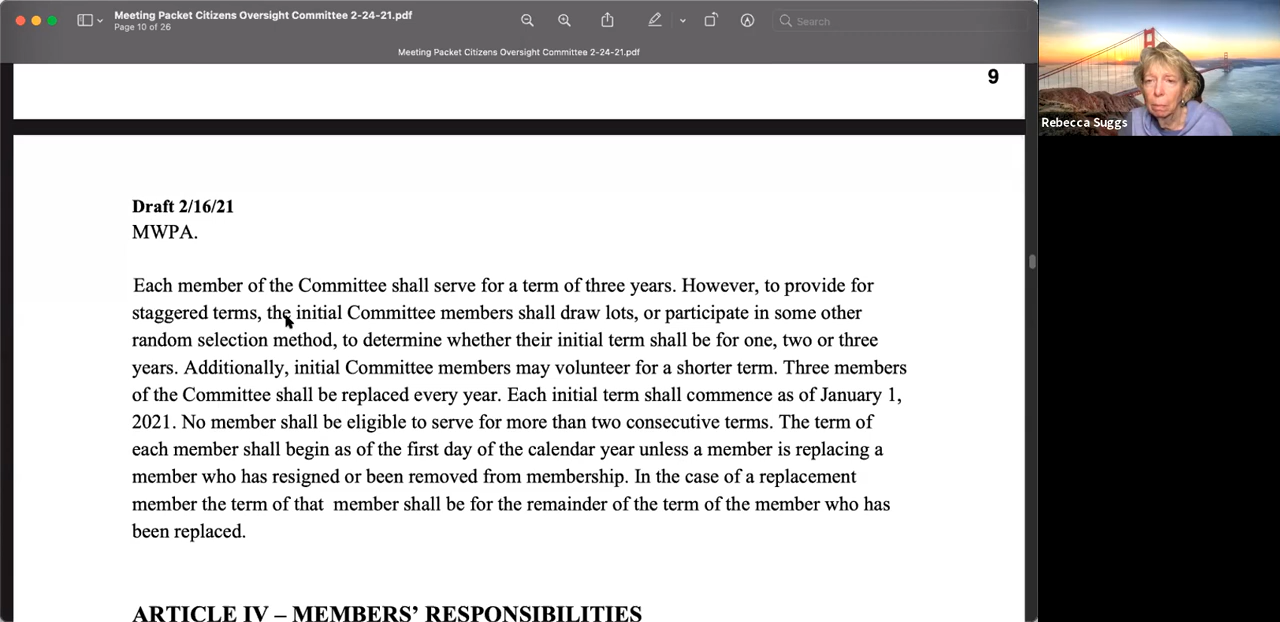 Meeting Packet Citizens Oversight Committee 2-24-21.pdf
Page 10 of 26
Search
Meeting Packet Citizens Oversight Committee 2-24-21.pdf
9
Rebecca Suggs
Draft 2/16/21
MWPA.
Each member of the Committee shall serve for a term of three years. However, to provide for
staggered terms, the initial Committee members shall draw lots, or participate in some other
random selection method, to determine whether their initial term shall be for one, two or three
years. Additionally, initial Committee members may volunteer for a shorter term. Three members
of the Committee shall be replaced every year. Each initial term shall commence as of January 1,
2021. No member shall be eligible to serve for more than two consecutive terms. The term of
each member shall begin as of the first day of the calendar year unless a member is replacing a
member who has resigned or been removed from membership. In the case of a replacement
member the term of that member shall be for the remainder of the term of the member who has
been replaced.
ARTICLE IV – MEMBERS' RESPONSIBILITIES